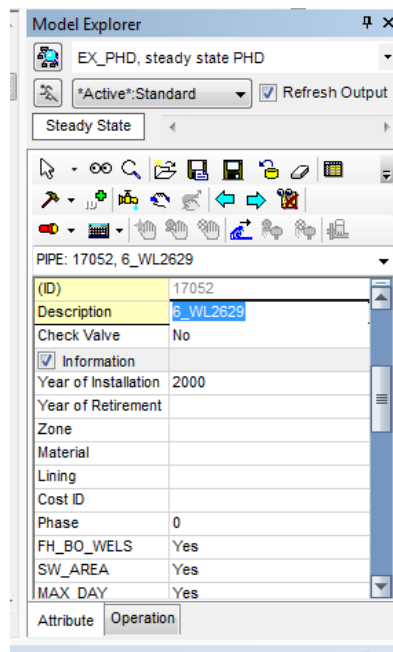 Model Explorer
EX_PHD, steady state PHD
*Active*:Standard Refresh Output
Steady State
PIPE: 17052, 6_WL2629
(ID) 17052
Description 6_WL2629
Check Valve No
Information
Year of Installation 2000
Year of Retirement
Zone
Material
Lining
Cost ID
Phase 0
FH_BO_WELS Yes
SW_AREA Yes
MAX_DAY Yes
Attribute Operation